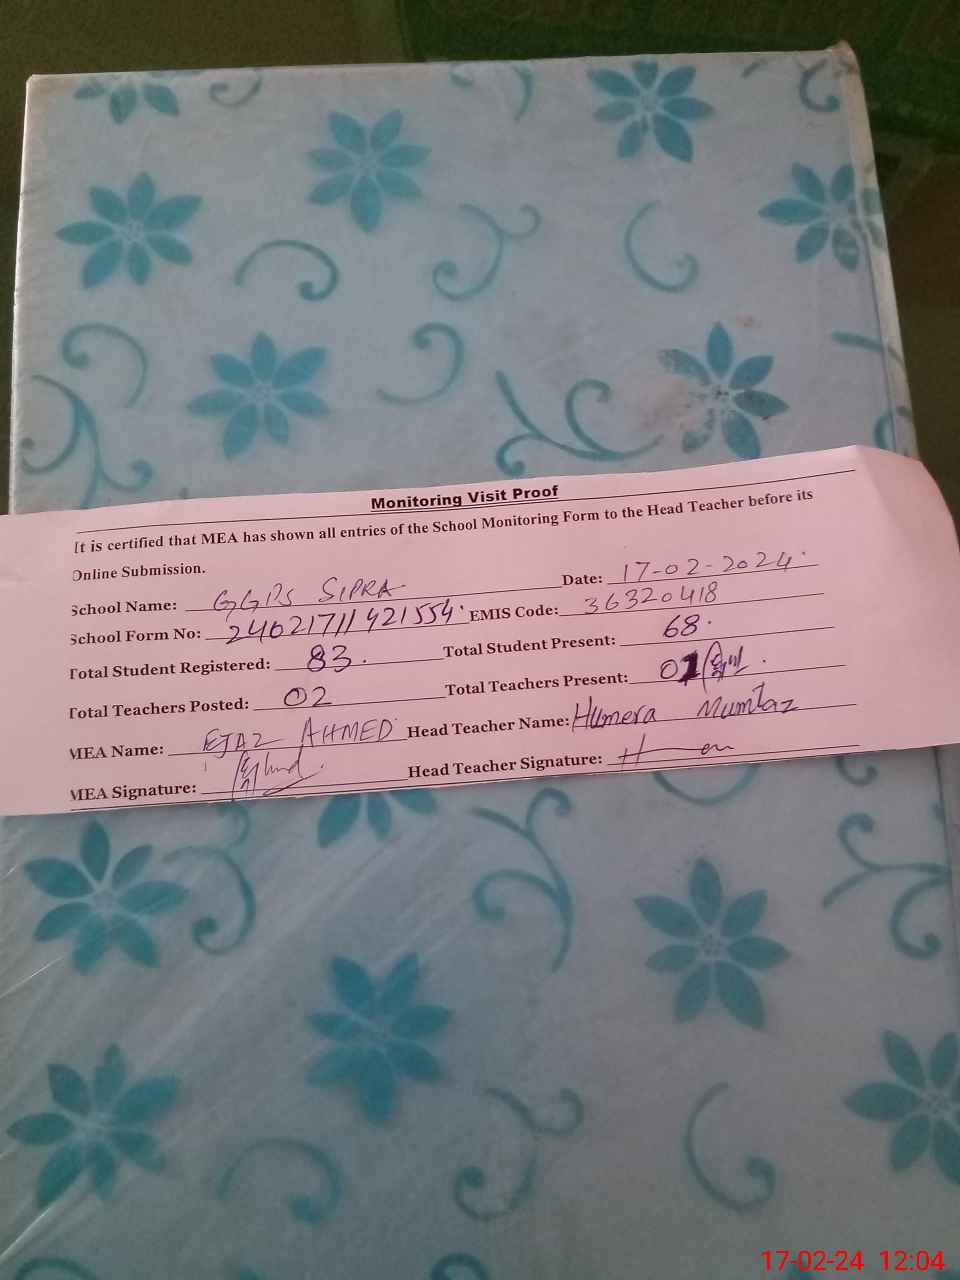 Monitoring Visit Proof
It is certified that MEA has shown all entries of the School Monitoring Form to the Head Teacher before its
Online Submission.
School Name: GGPS SIPRA Date: 17-02-2024
School Form No: 24021711421554 EMIS Code: 36320418
Total Student Registered: 83. Total Student Present: 68.
Total Teachers Posted: 02 Total Teachers Present: 01
MEA Name: EJAZ AHMED Head Teacher Name: Humera Mumtaz
MEA Signature: Head Teacher Signature:
17-02-24 12:04